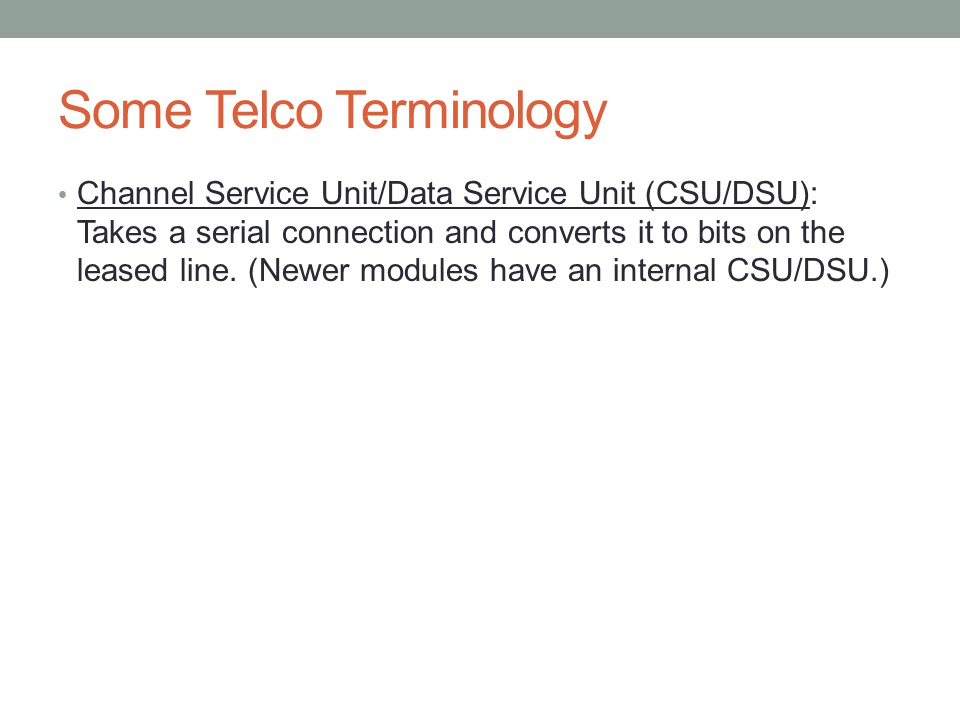 Some Telco Terminology
• Channel Service Unit/Data Service Unit (CSU/DSU):
Takes a serial connection and converts it to bits on the
leased line. (Newer modules have an internal CSU/DSU.)